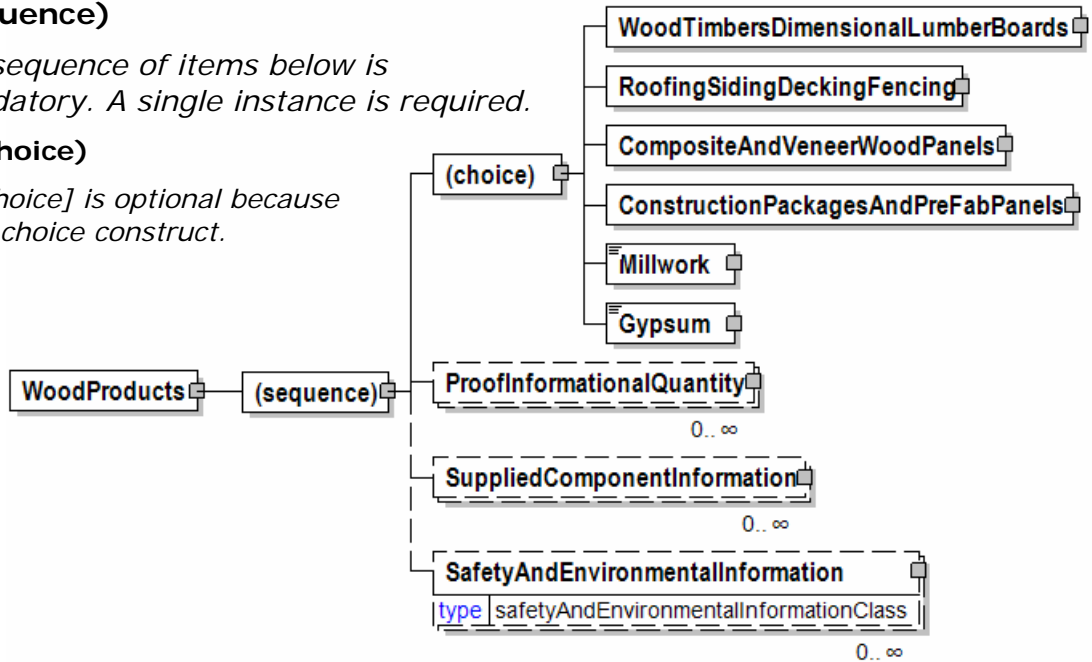 uence)
sequence of items below is
datory. A single instance is required.
hoice)
hoice] is optional because
choice construct.
WoodTimbersDimensionalLumberBoards
RoofingSidingDeckingFencing
CompositeAndVeneerWoodPanels
(choice)
ConstructionPackagesAndPreFabPanels
Millwork
Gypsum
WoodProducts
(sequence)
ProofInformationalQuantity
0.. ∞
SuppliedComponentInformation
0.. ∞
SafetyAndEnvironmentalInformation
type safetyAndEnvironmentalInformationClass
0.. ∞